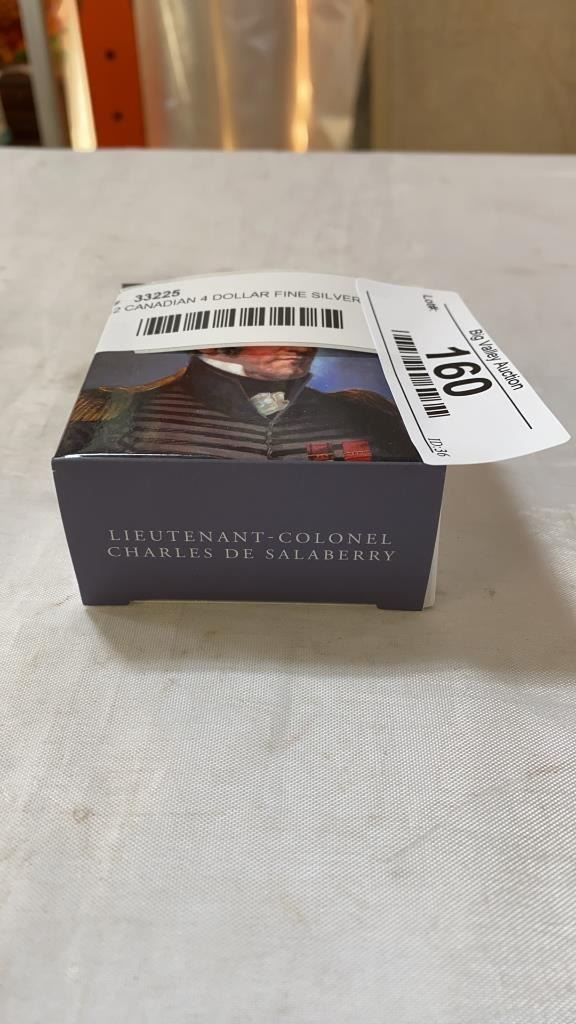 33225
2 CANADIAN 4 DOLLAR FINE SILVER
Lot#:
160
Big Valley Auction
ID:36
LIEUTENANT-COLONEL
CHARLES DE SALABERRY